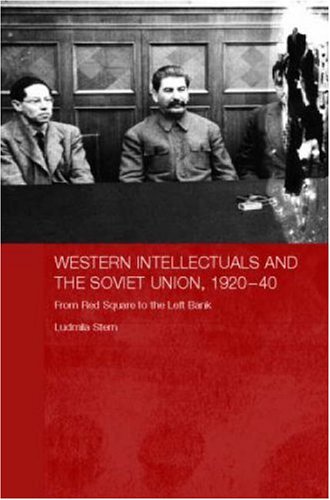 WESTERN INTELLECTUALS AND
THE SOVIET UNION, 1920–40
From Red Square to the Left Bank
Ludmila Stern